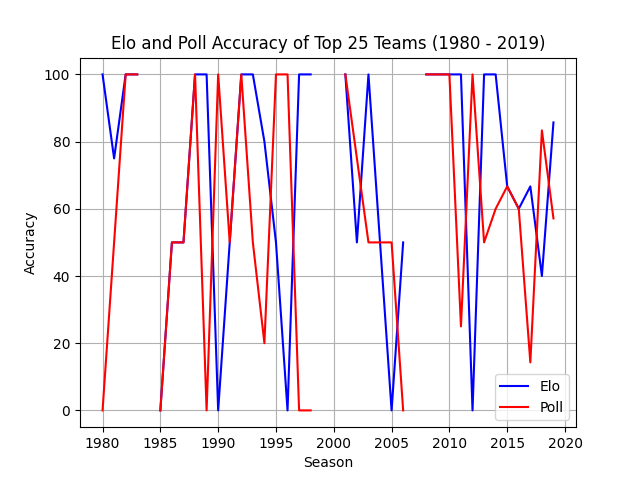 Elo and Poll Accuracy of Top 25 Teams (1980 - 2019)
100
80
60
40
20
0
Accuracy
1980 1985 1990 1995 2000 2005 2010 2015 2020
Season
Elo
Poll